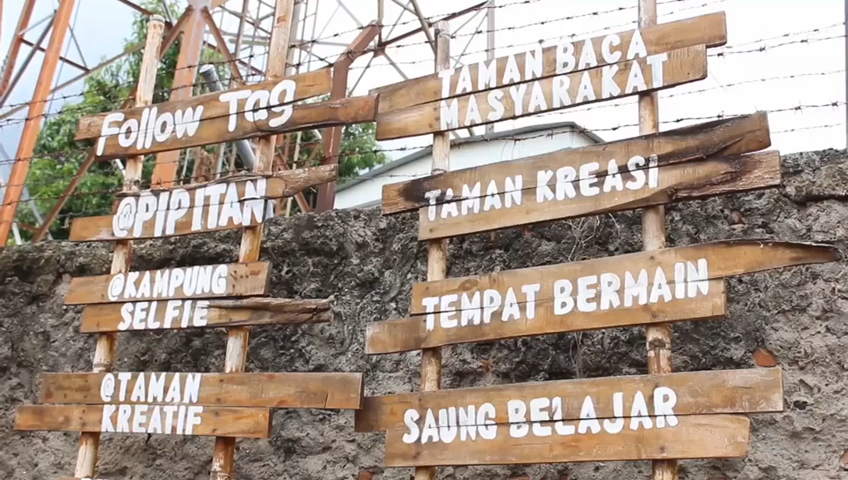 Follow Tag
@PIPITAN
@KAMPUNG
SELFIE
@TAMAN
KREATIF
TAMAN BACA
MASYARAKAT
TAMAN KREASI
TEMPAT BERMAIN
SAUNG BELAJAR